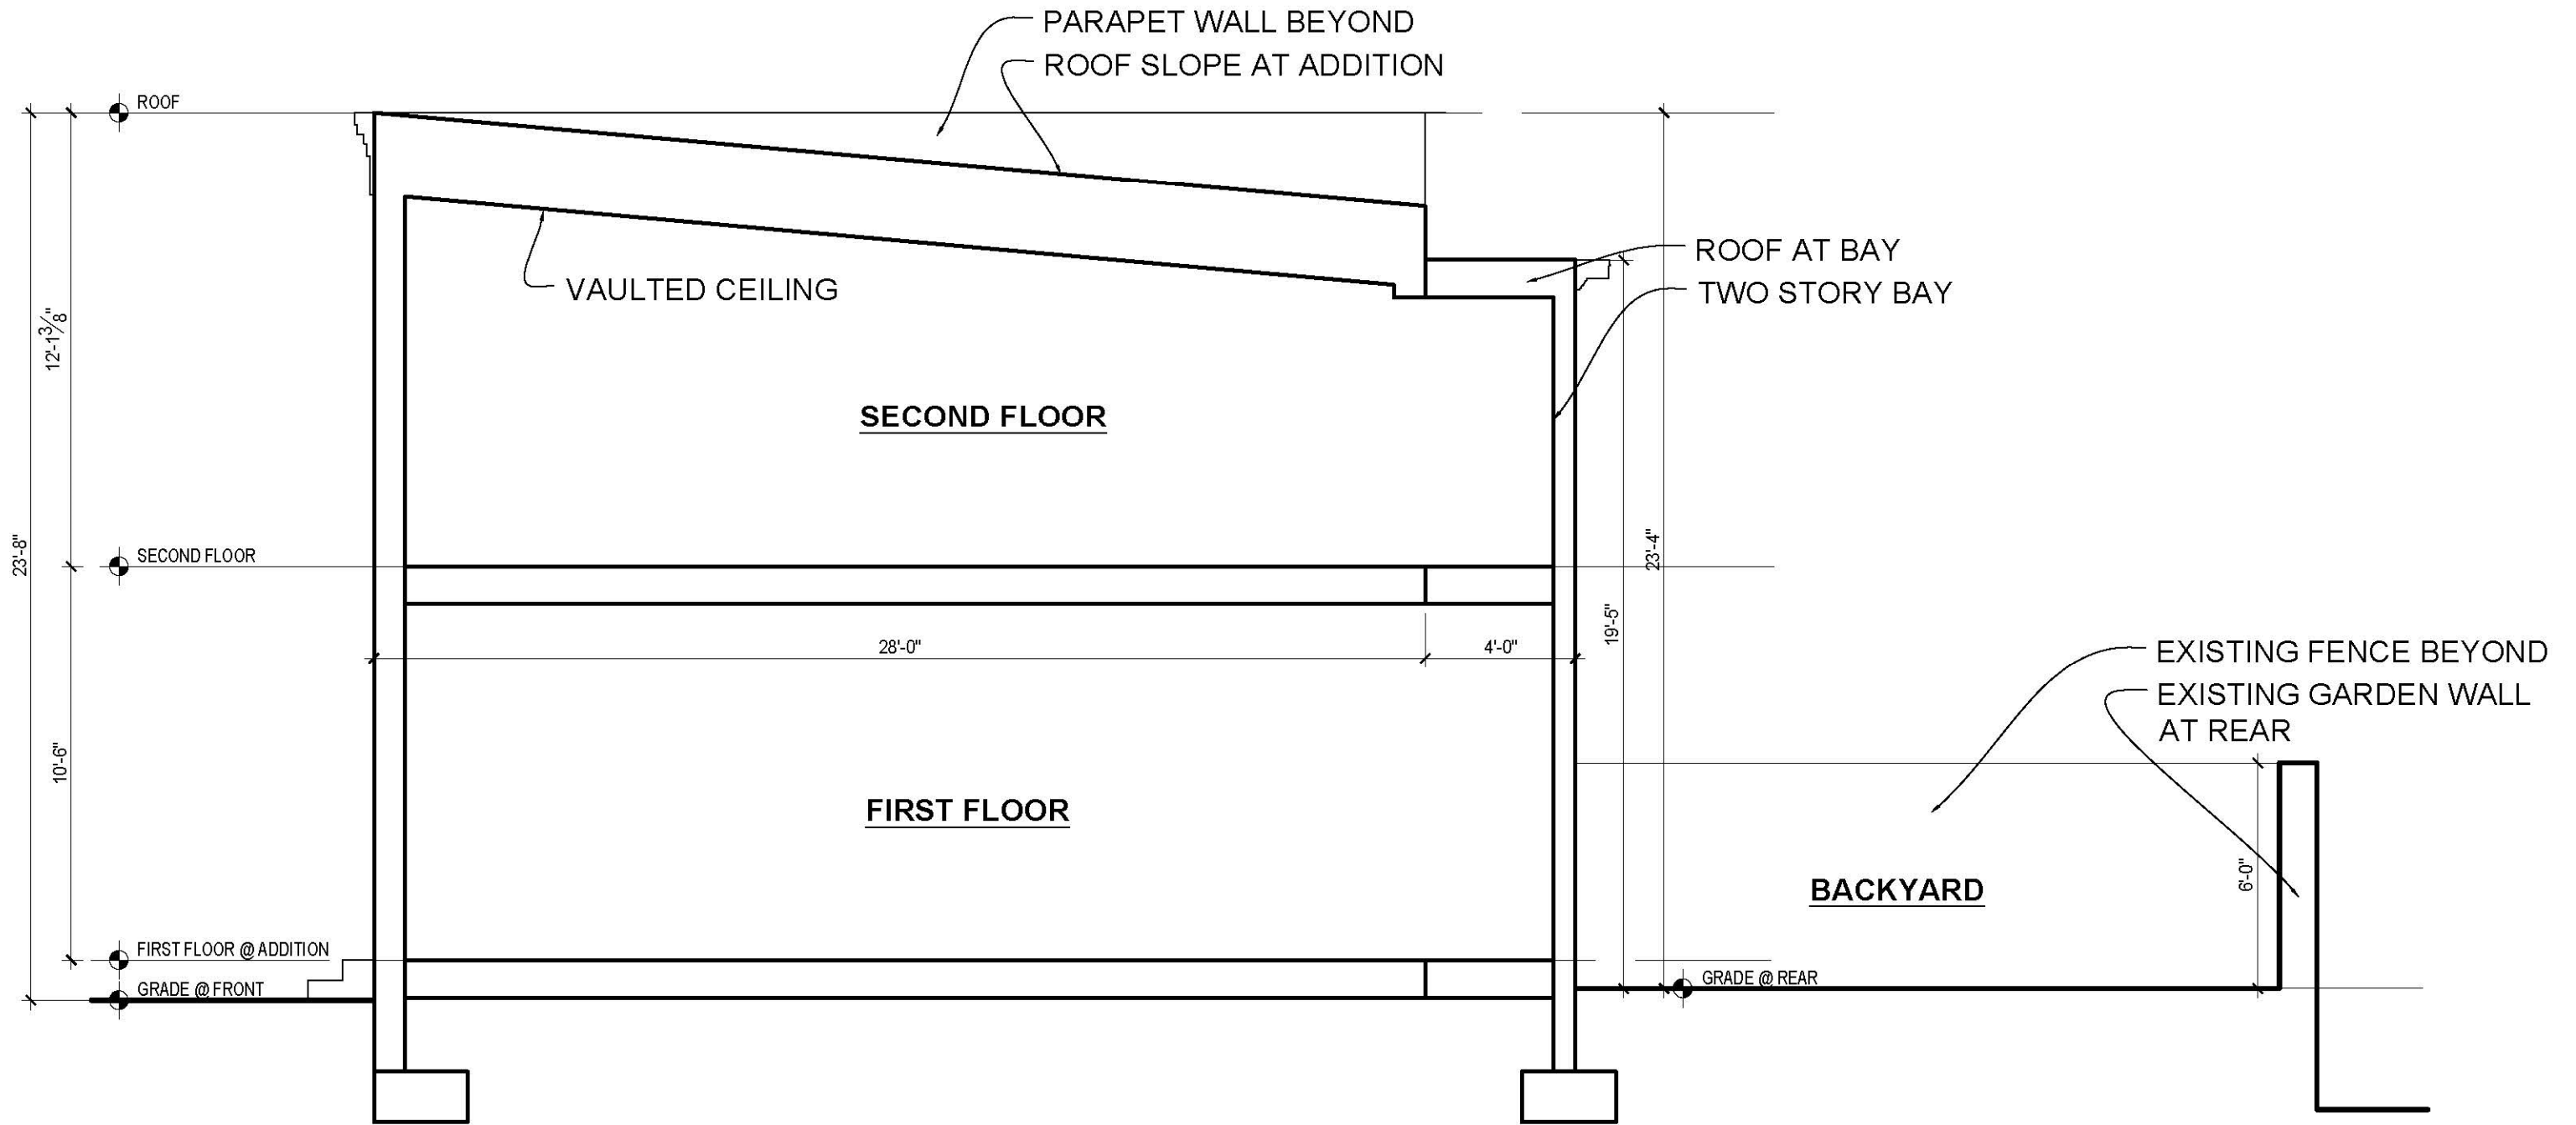 PARAPET WALL BEYOND
ROOF SLOPE AT ADDITION
ROOF
ROOF AT BAY
VAULTED CEILING
TWO STORY BAY
12'-1 3/8"
SECOND FLOOR
23'-8"
SECOND FLOOR
23'-4"
19'-5"
28'-0"
4'-0"
EXISTING FENCE BEYOND
EXISTING GARDEN WALL
AT REAR
10'-6"
FIRST FLOOR
6'-0"
BACKYARD
FIRST FLOOR @ ADDITION
GRADE @ FRONT
GRADE @ REAR